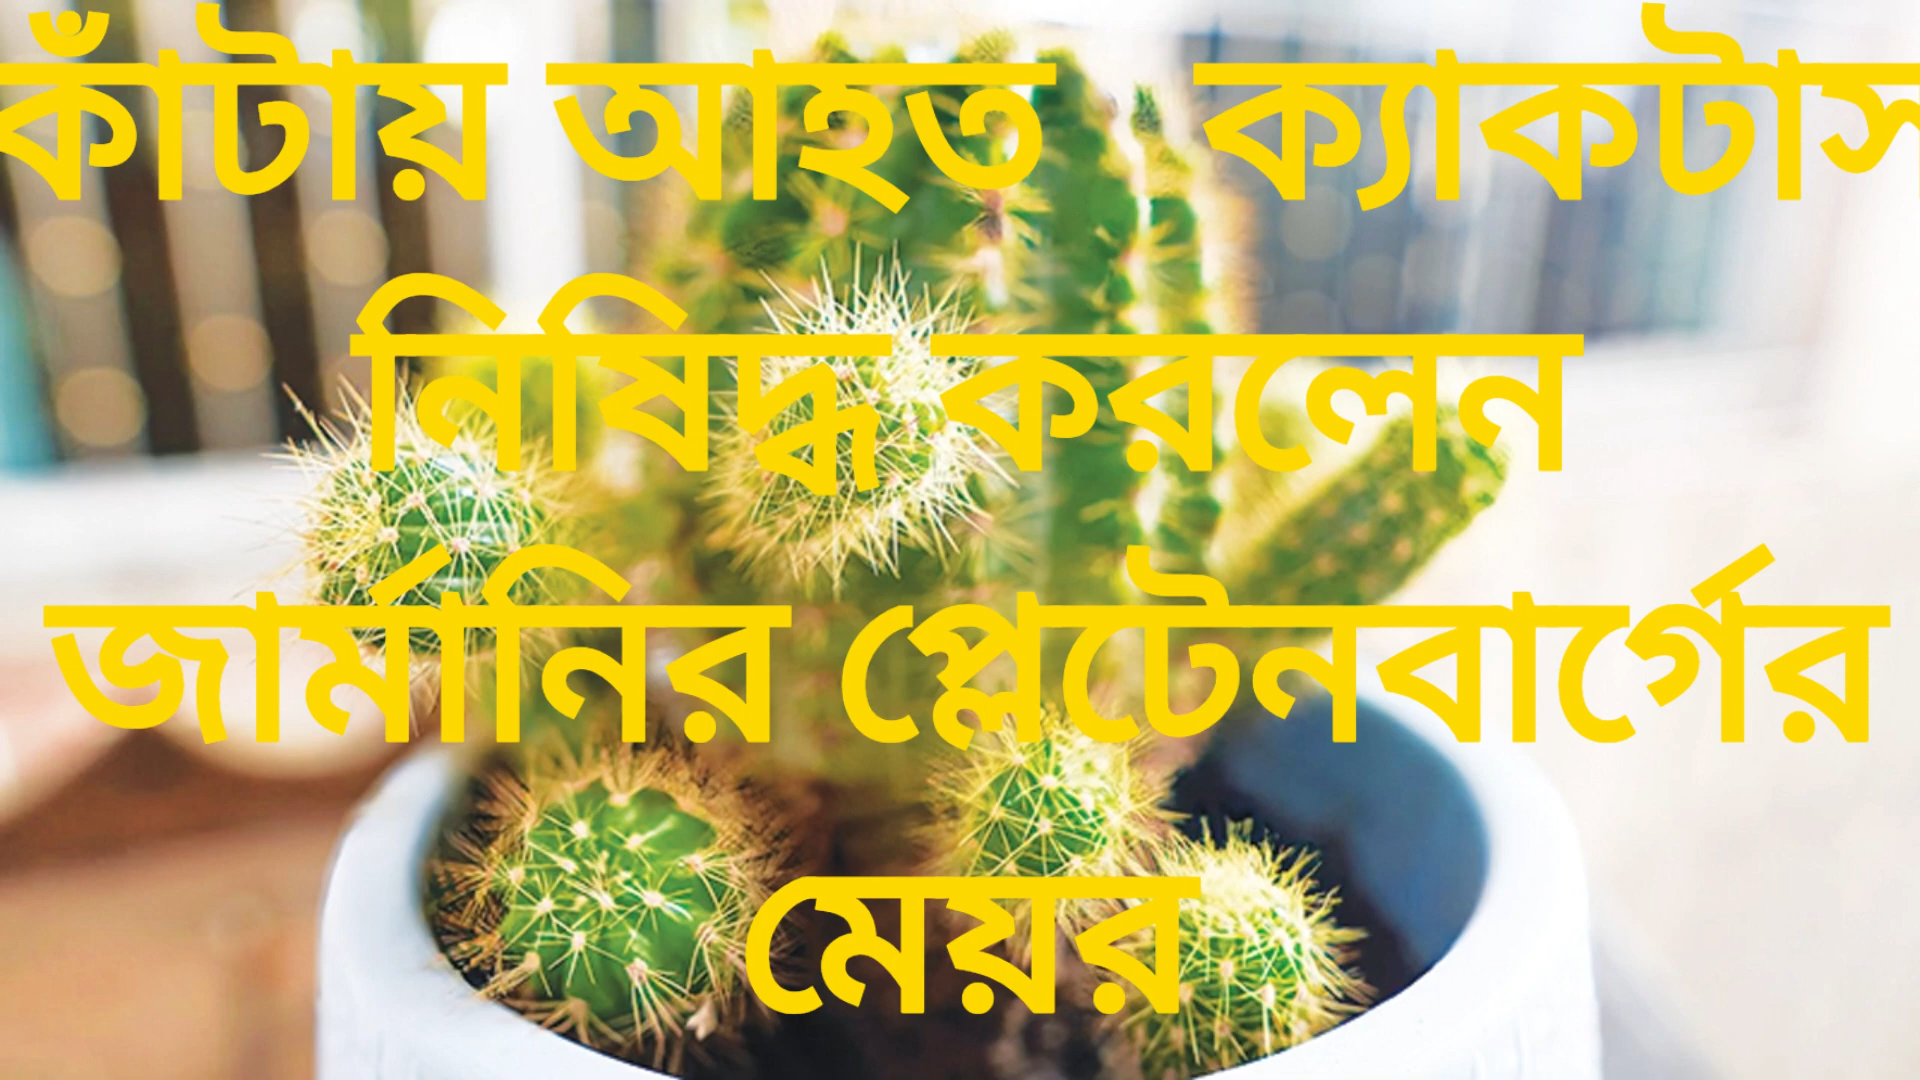 কাঁটায় আহত ক্যাকটাস
নিষিদ্ধ করলেন
জার্মানির প্লেটেনবার্গের
মেয়র